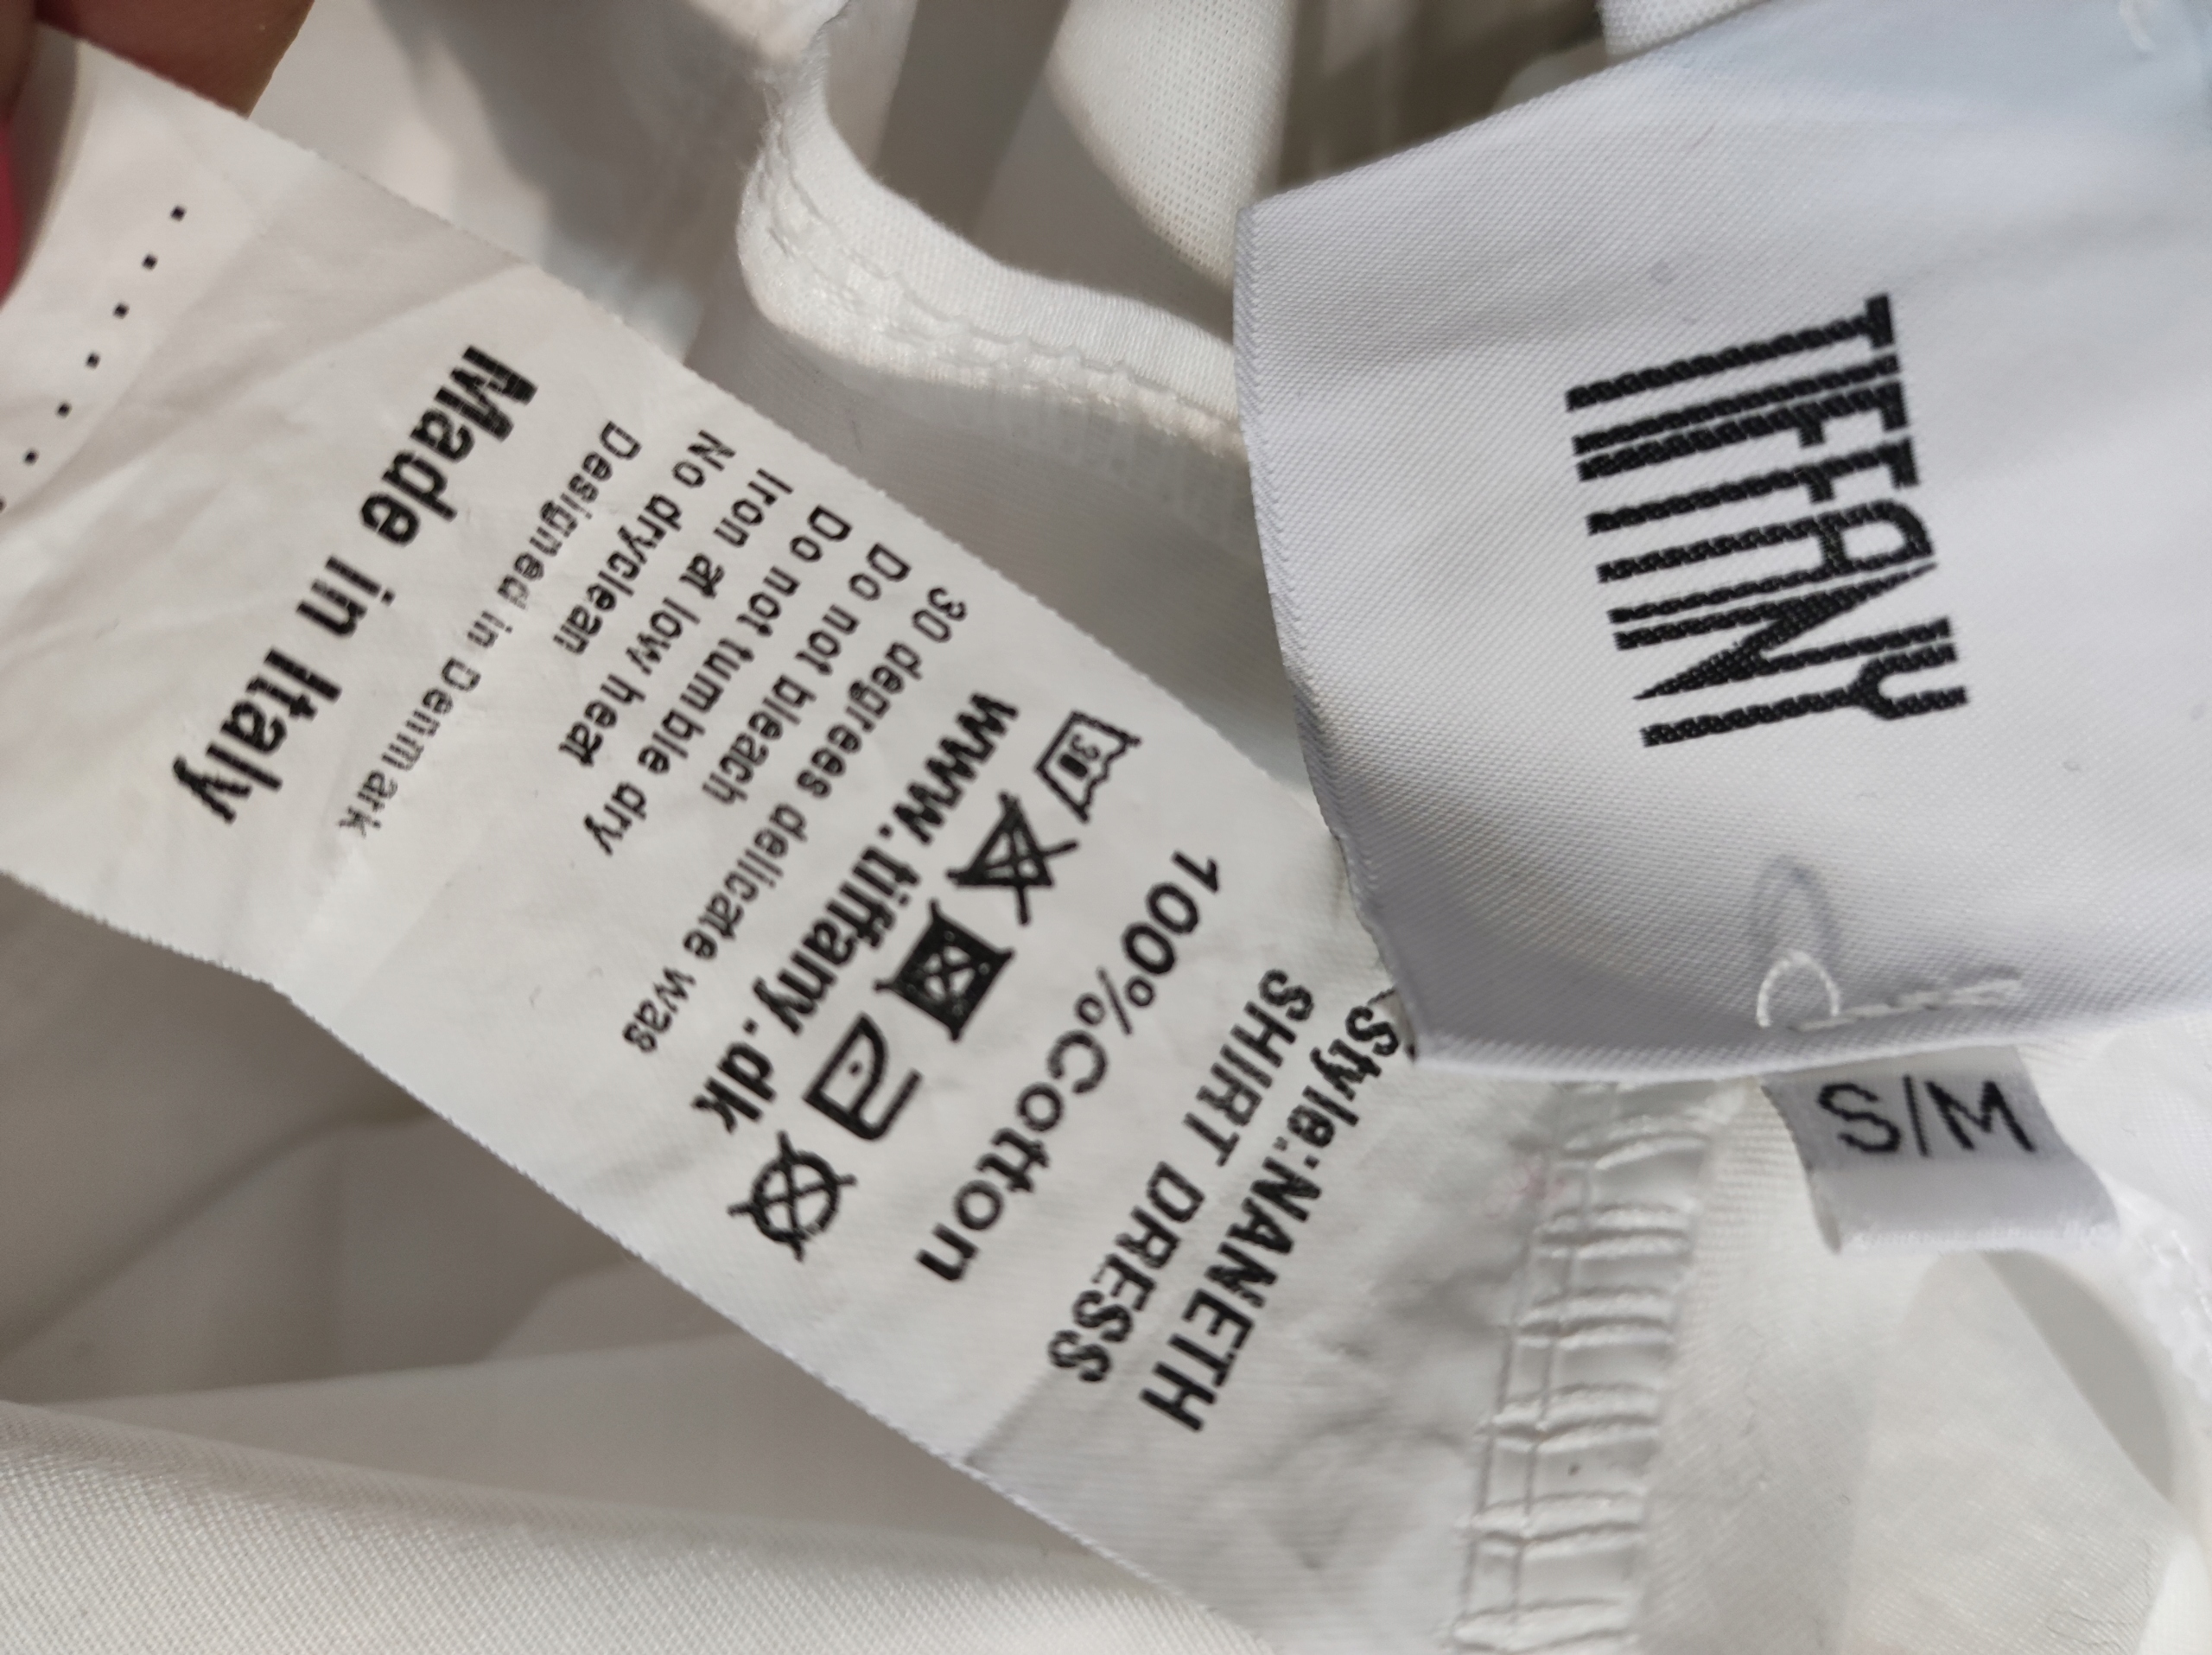 TIFFANY
S/M
Style:NANETH
SHIRT DRESS
100%Cotton
30
www.tiffany.dk
30 degrees delicate was
Do not bleach
Do not tumble dry
Iron at low heat
No dryclean
Designed in Denmark
Made in Italy